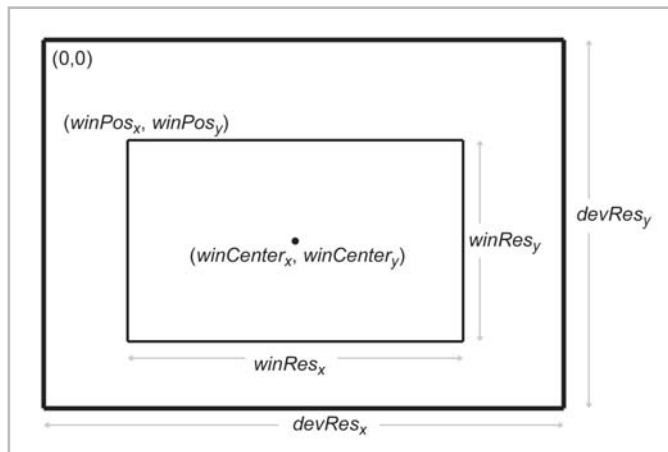 (0,0)
(winPosx, winPosy)
devResy
winResy
(winCenterx, winCentery)
winResx
devResx